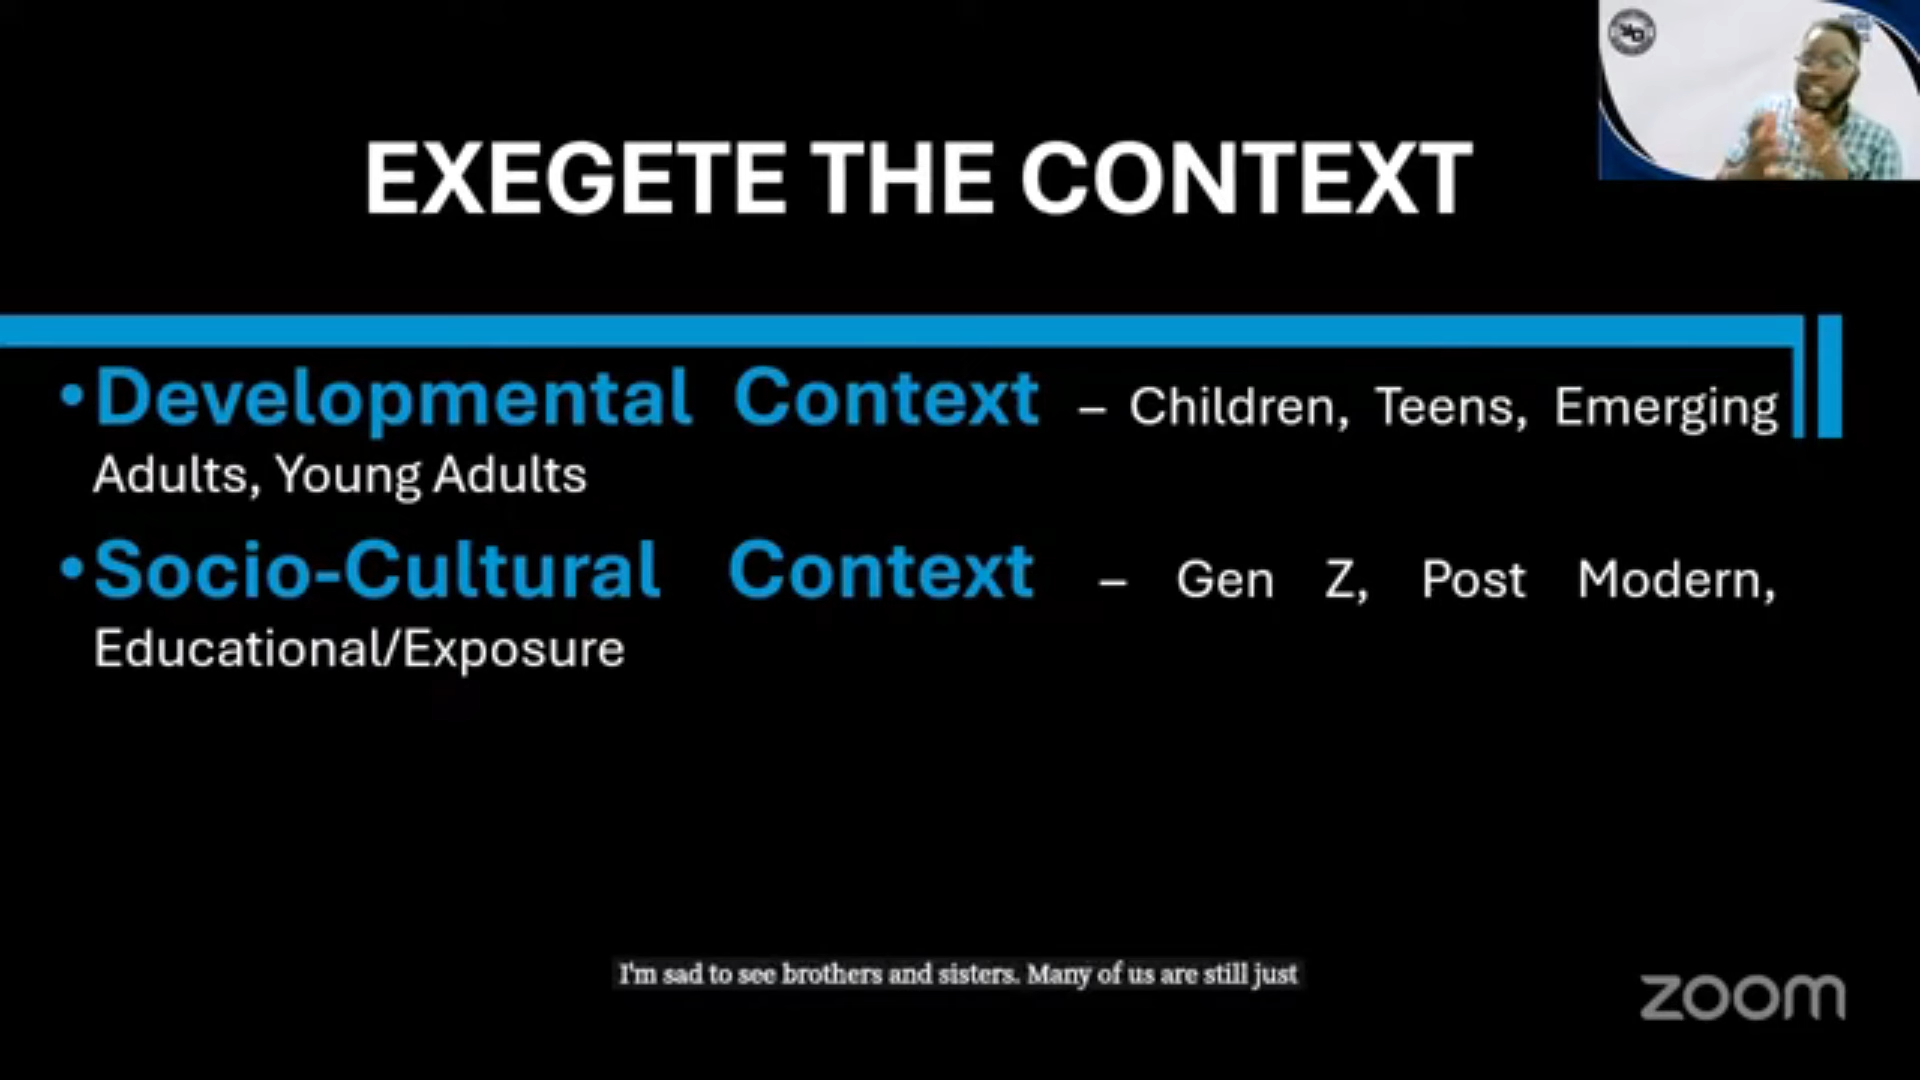 EXEGETE THE CONTEXT
•Developmental Context – Children, Teens, Emerging
Adults, Young Adults
•Socio-Cultural Context – Gen Z, Post Modern,
Educational/Exposure
I'm sad to see brothers and sisters. Many of us are still just
zoom